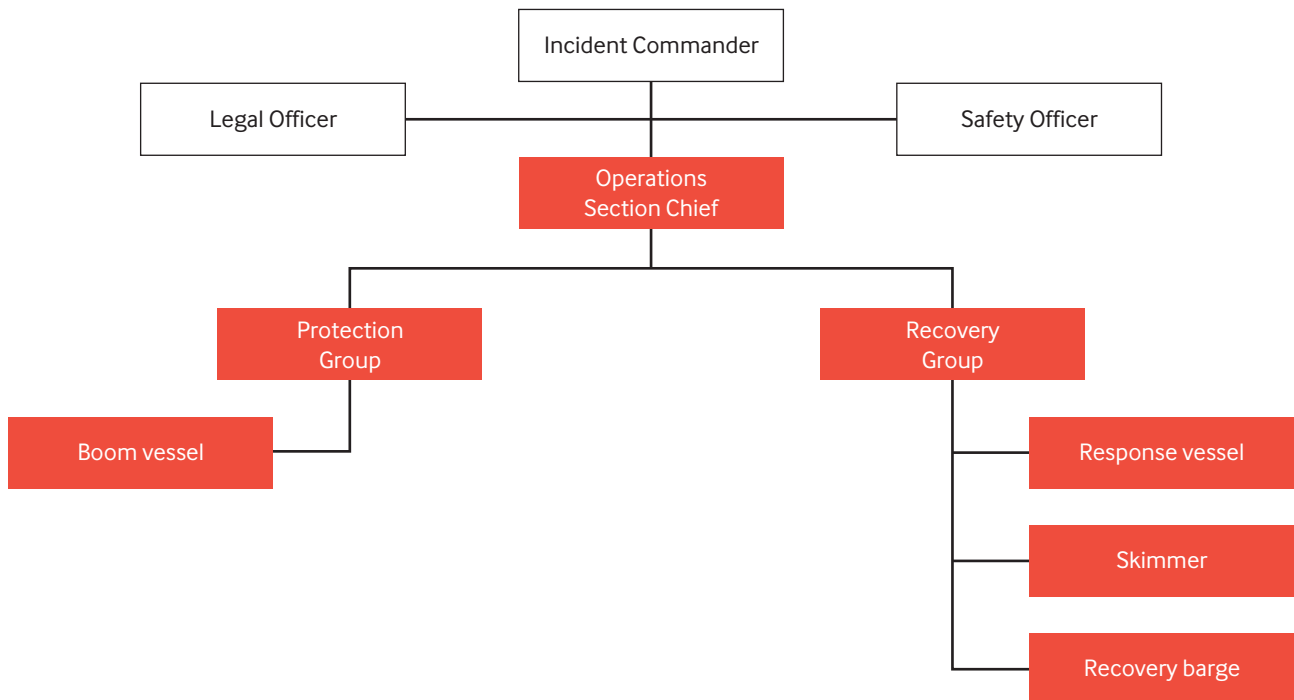 Incident Commander
Legal Officer
Safety Officer
Operations
Section Chief
Protection
Group
Recovery
Group
Boom vessel
Response vessel
Skimmer
Recovery barge